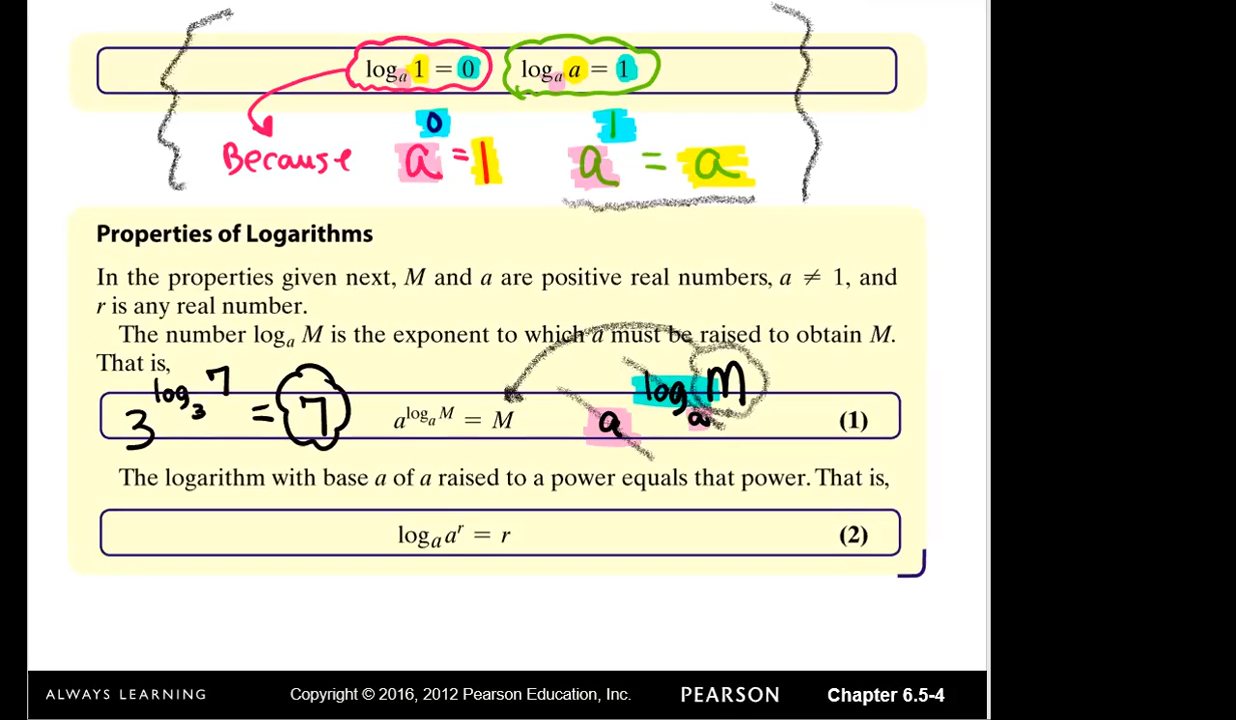 logₐ 1 = 0 logₐ a = 1
Because a⁰ = 1 a¹ = a
Properties of Logarithms
In the properties given next, M and a are positive real numbers, a ≠ 1, and
r is any real number.
The number logₐ M is the exponent to which a must be raised to obtain M.
That is,
3^(log₃ 7) = 7 a^(logₐ M) = M a^(logₐ M) (1)
The logarithm with base a of a raised to a power equals that power. That is,
logₐ aʳ = r (2)
ALWAYS LEARNING Copyright © 2016, 2012 Pearson Education, Inc. PEARSON Chapter 6.5-4